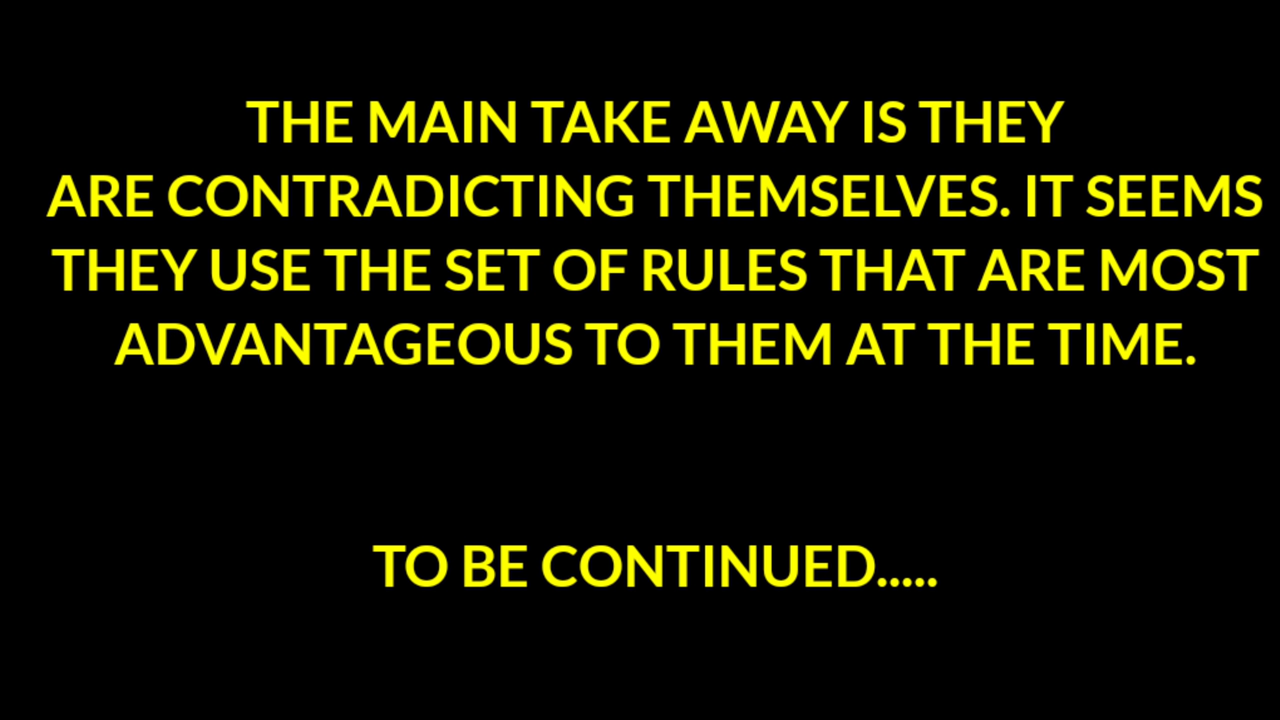 THE MAIN TAKE AWAY IS THEY
ARE CONTRADICTING THEMSELVES. IT SEEMS
THEY USE THE SET OF RULES THAT ARE MOST
ADVANTAGEOUS TO THEM AT THE TIME.
TO BE CONTINUED.....